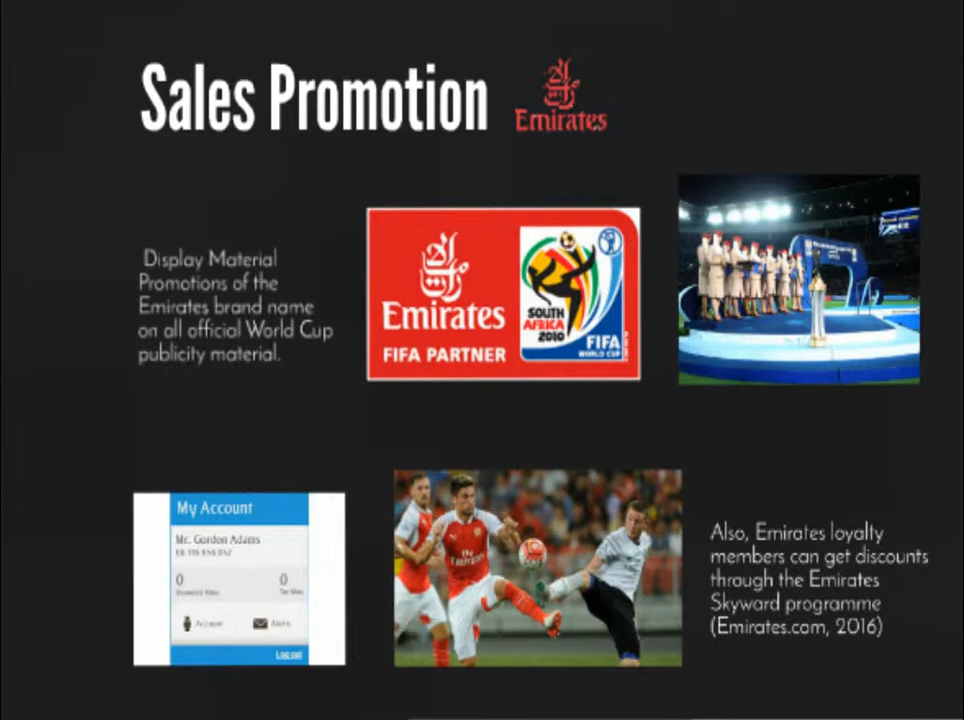 Sales Promotion
Emirates
Display Material
Promotions of the
Emirates brand name
on all official World Cup
publicity material.
Emirates
FIFA PARTNER
SOUTH
AFRICA
2010
FIFA
WORLD CUP
My Account
Mr. Gordon Adams
0 0
Account Alerts
Log out
Fly
Emirates
Also, Emirates loyalty
members can get discounts
through the Emirates
Skyward programme
(Emirates.com, 2016)